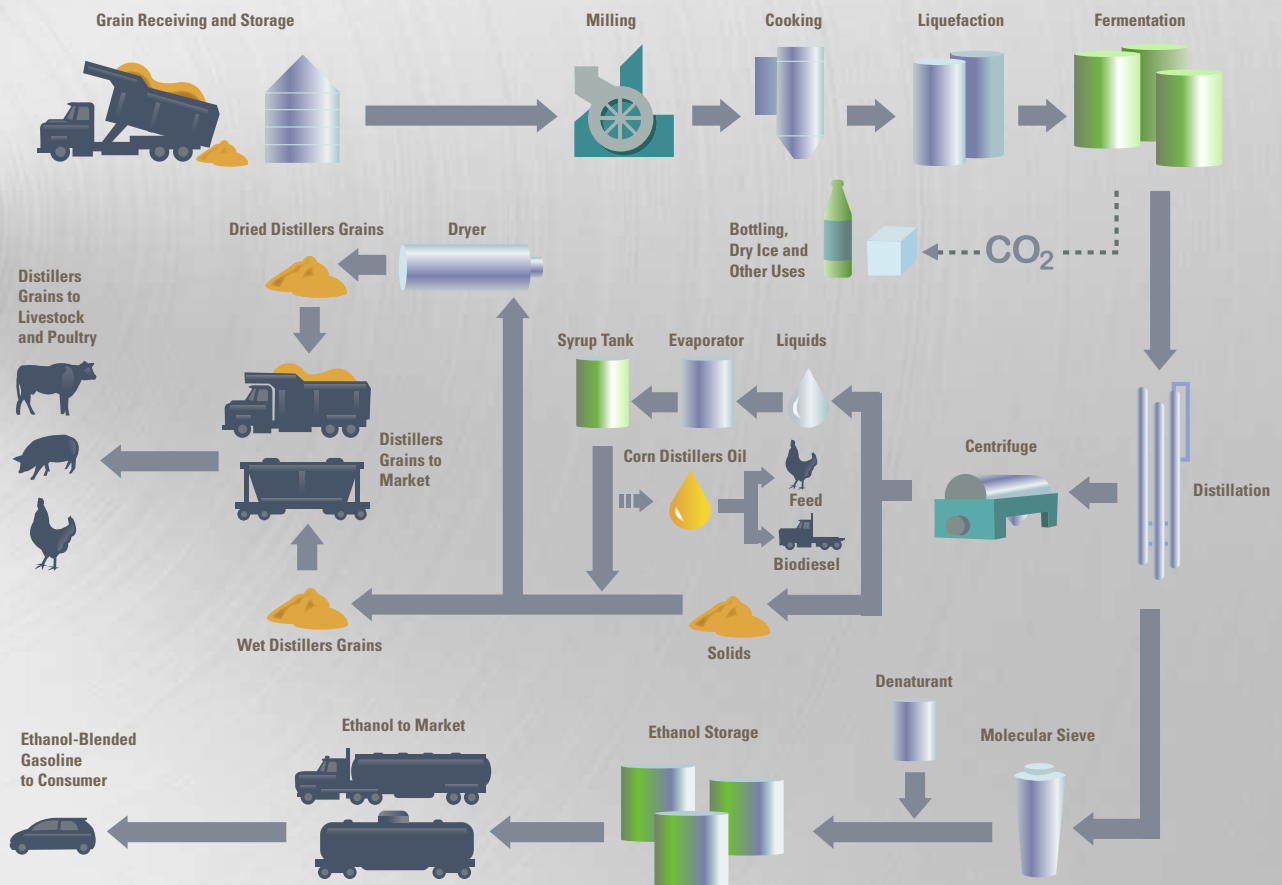 Grain Receiving and Storage
Milling
Cooking
Liquefaction
Fermentation
Bottling,
Dry Ice and
Other Uses
CO₂
Dried Distillers Grains
Dryer
Distillers
Grains to
Livestock
and Poultry
Syrup Tank
Evaporator
Liquids
Distillers
Grains to
Market
Corn Distillers Oil
Feed
Biodiesel
Centrifuge
Distillation
Wet Distillers Grains
Solids
Denaturant
Molecular Sieve
Ethanol Storage
Ethanol to Market
Ethanol-Blended
Gasoline
to Consumer